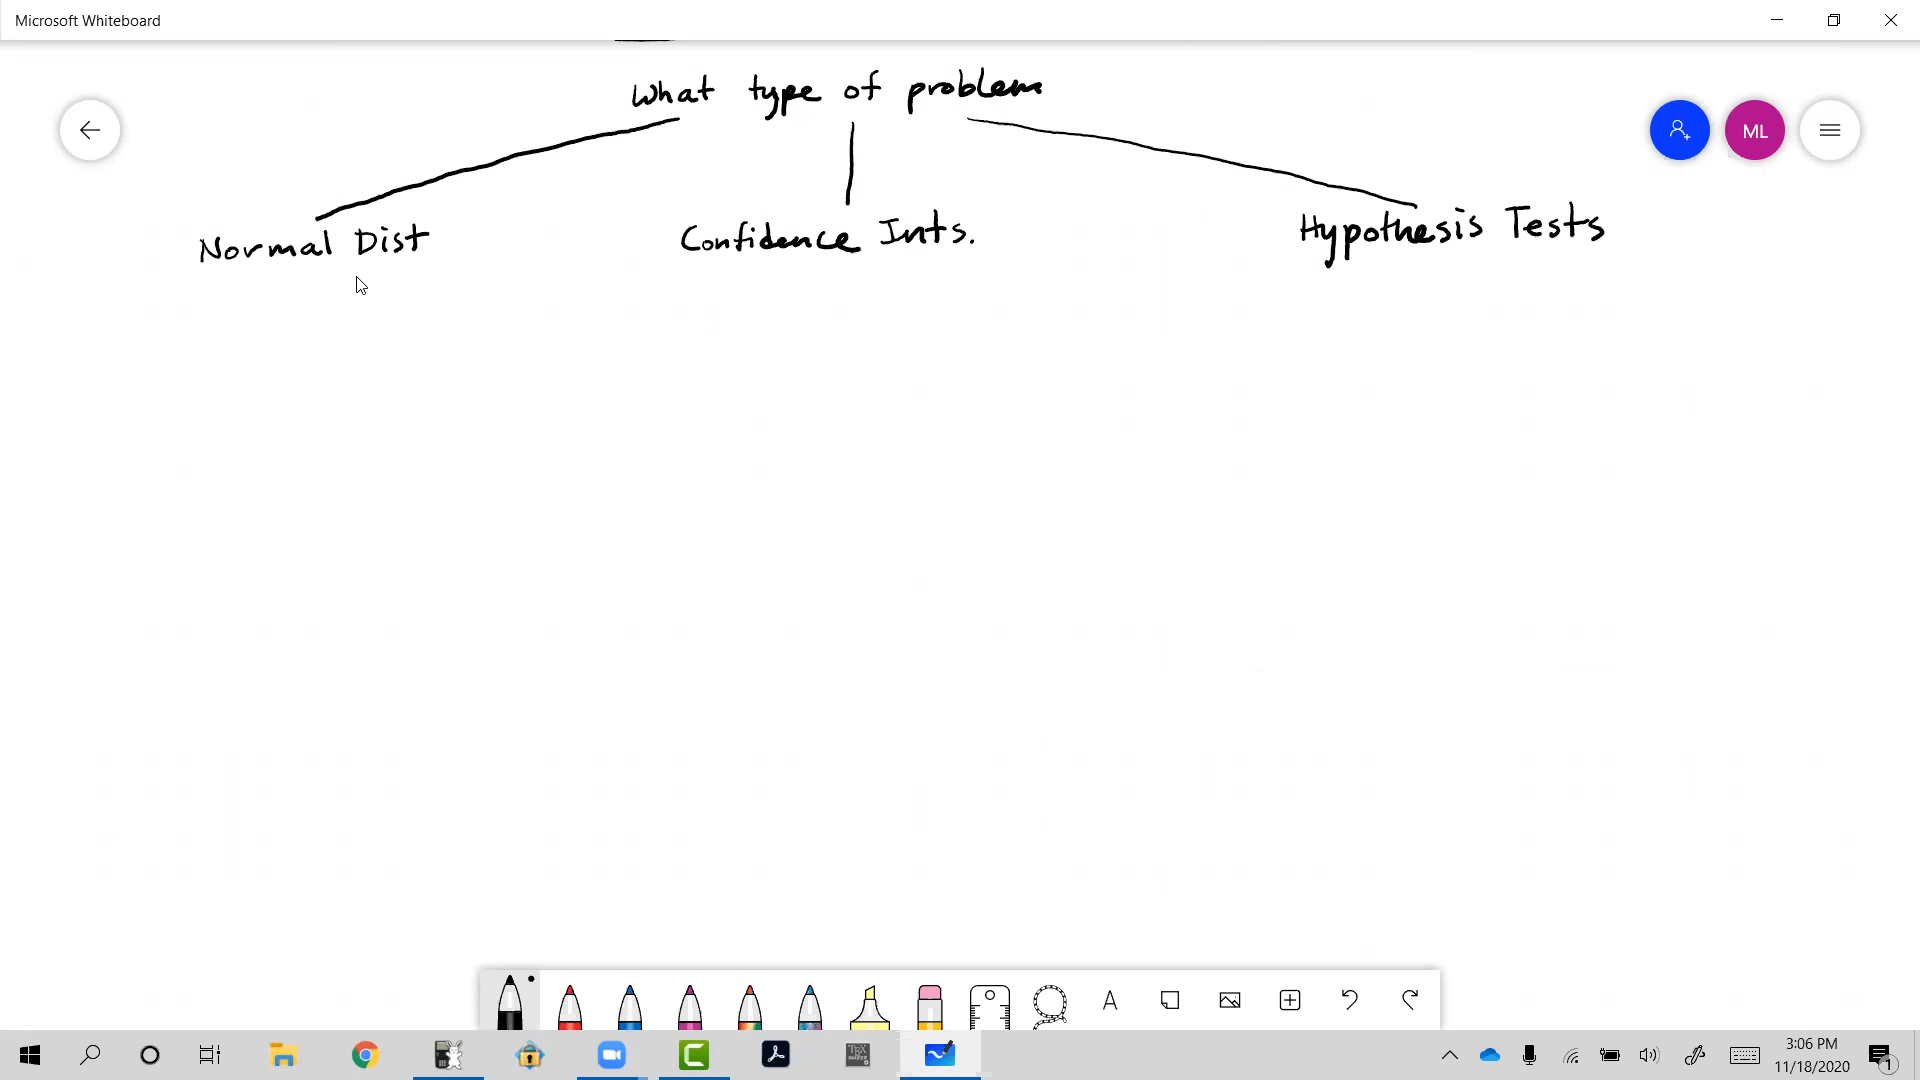 Microsoft Whiteboard
What type of problem
ML
Normal Dist
Confidence Ints.
Hypothesis Tests
A
3:06 PM
11/18/2020
1